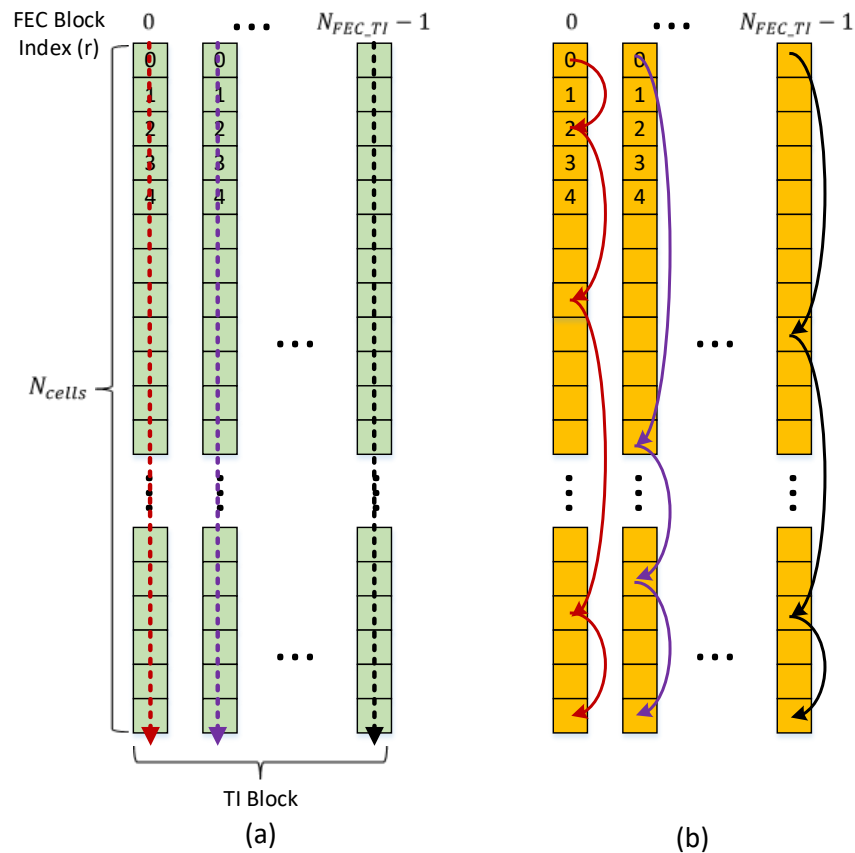 FEC Block 0 ... N_{FEC_TI} − 1 0 ... N_{FEC_TI} − 1
Index (r)
0 0 0 0
1 1 1 1
2 2 2 2
3 3 3 3
4 4 4 4
... ...
N_{cells}
... ...
TI Block
(a) (b)